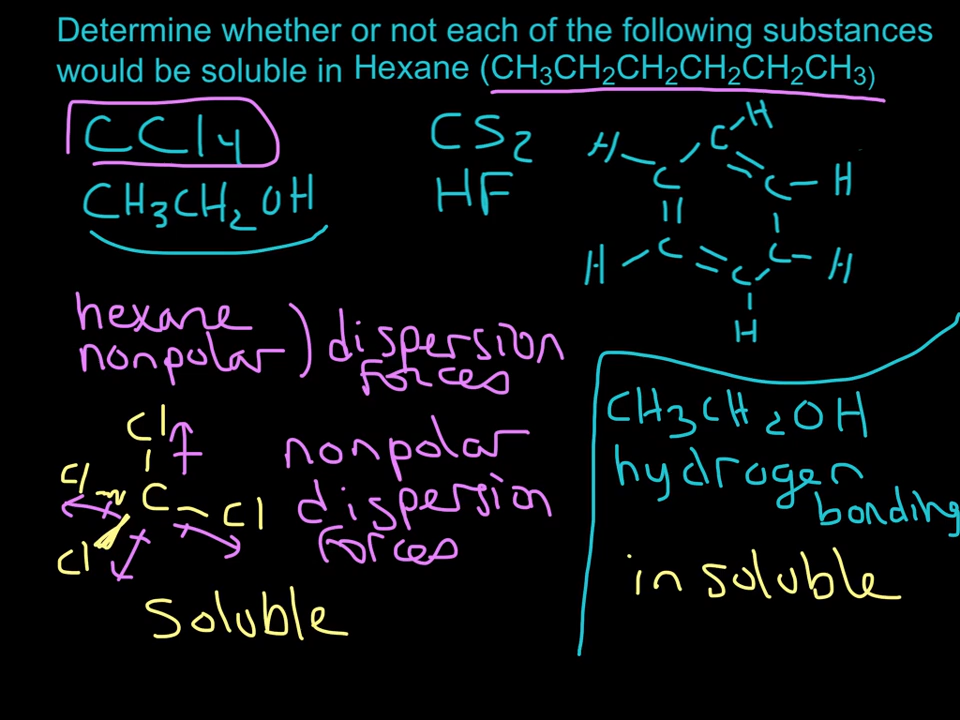 Determine whether or not each of the following substances
would be soluble in Hexane (CH₃CH₂CH₂CH₂CH₂CH₃)
CCl4
CH₃CH₂OH
CS₂
HF
H C C H
C H
C
H C C C H
H
hexane
nonpolar ) dispersion
forces
Cl
Cl C Cl
Cl
nonpolar
dispersion
forces
soluble
CH₃CH₂OH
hydrogen
bonding
insoluble